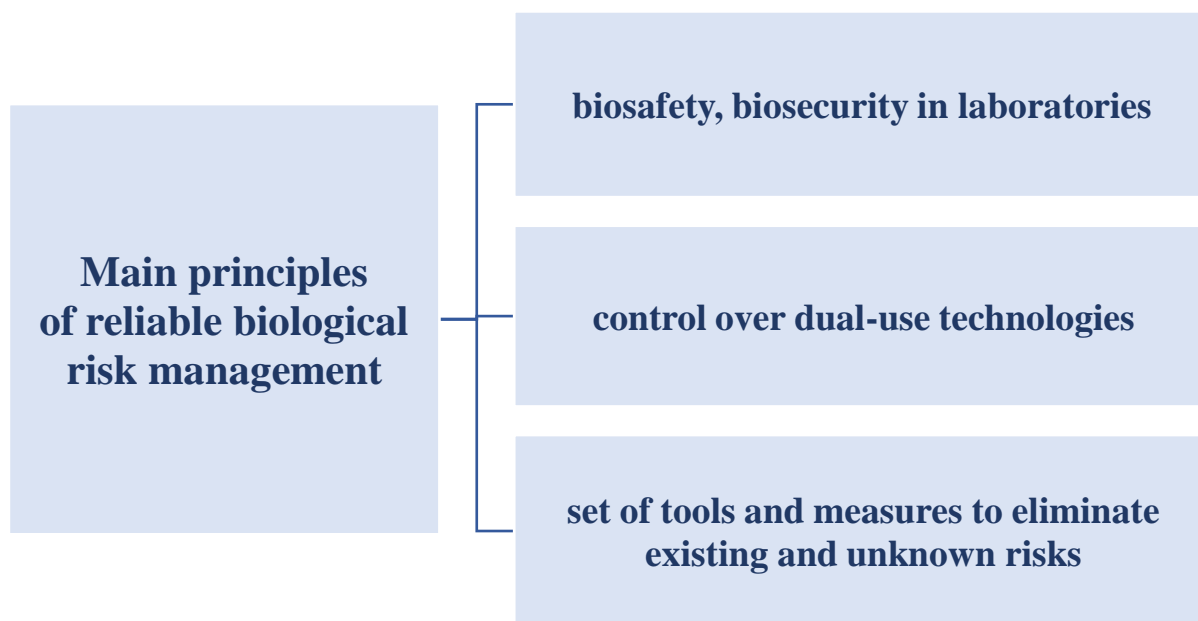 Main principles
of reliable biological
risk management
biosafety, biosecurity in laboratories
control over dual-use technologies
set of tools and measures to eliminate
existing and unknown risks